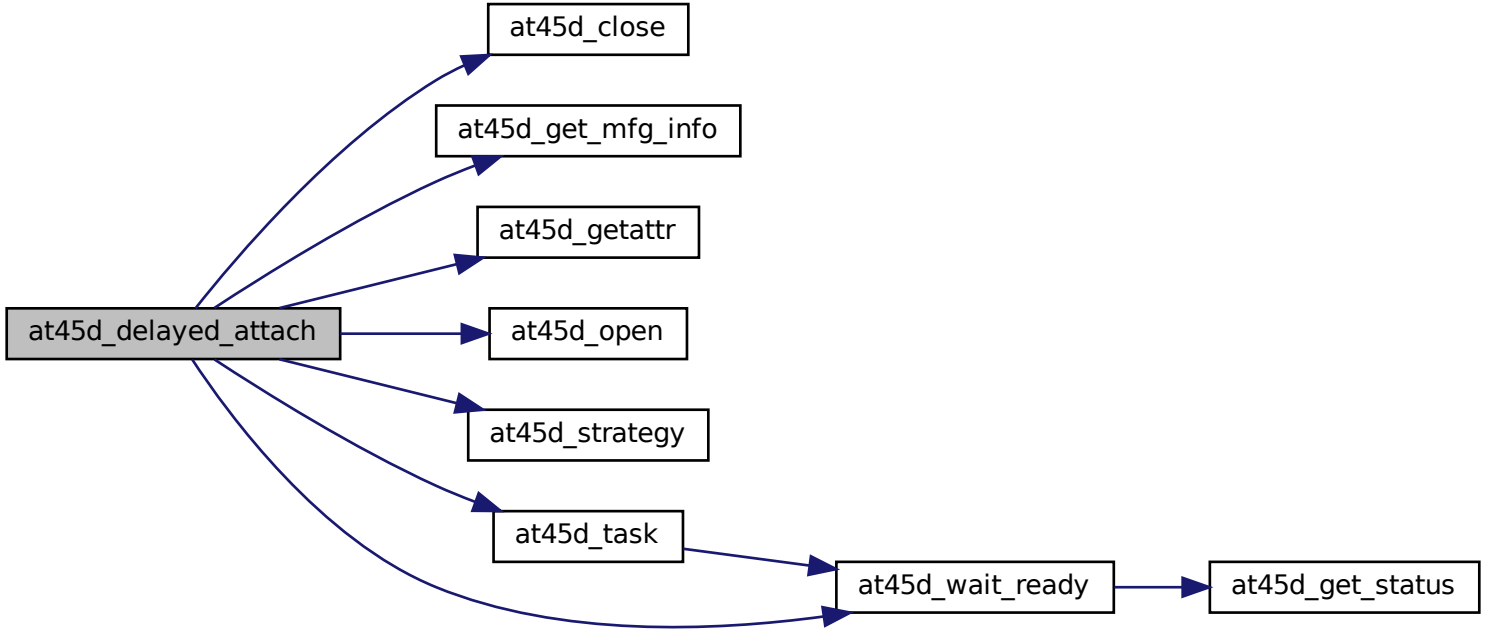 at45d_close
at45d_get_mfg_info
at45d_getattr
at45d_delayed_attach
at45d_open
at45d_strategy
at45d_task
at45d_wait_ready
at45d_get_status